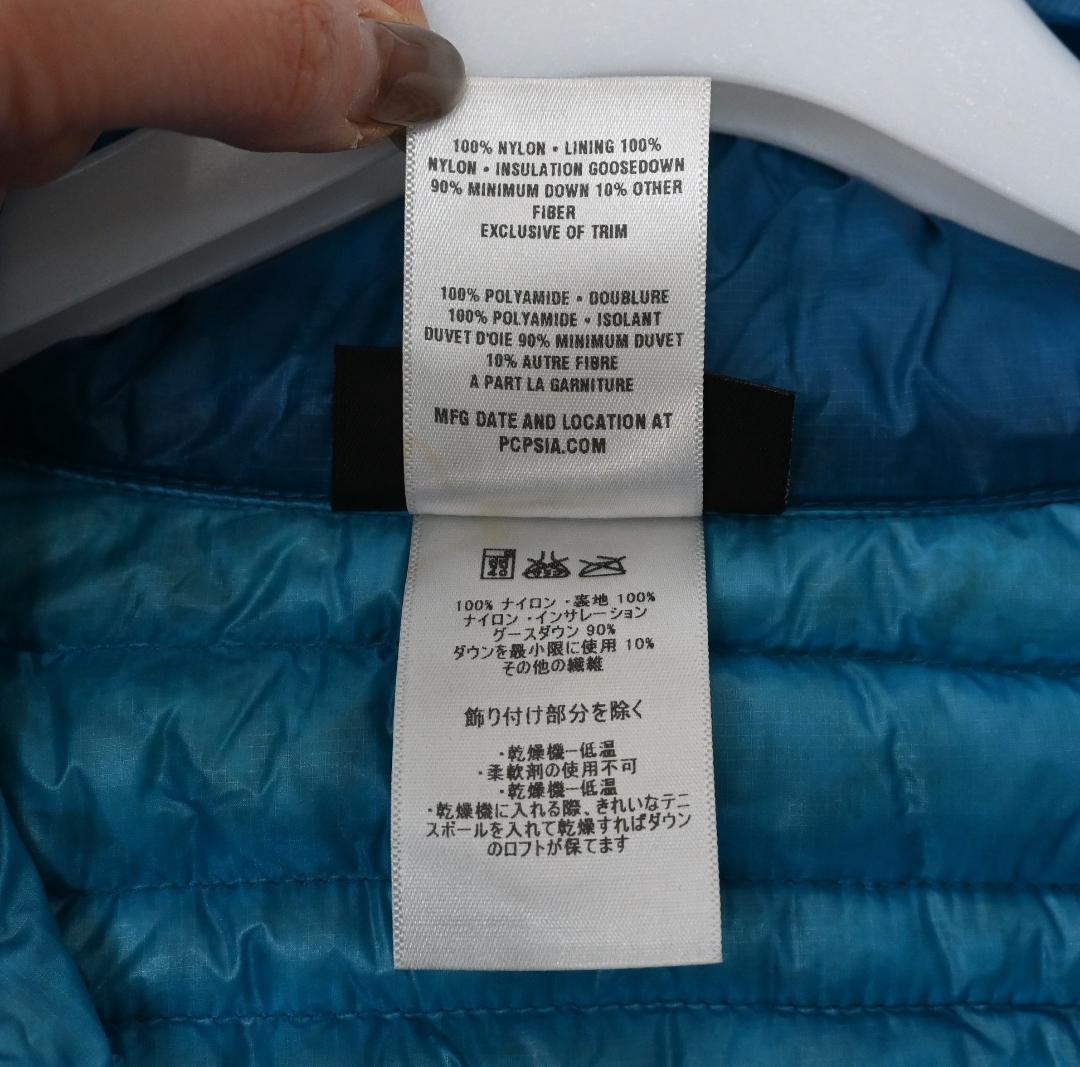 100% NYLON • LINING 100%
NYLON • INSULATION GOOSEDOWN
90% MINIMUM DOWN 10% OTHER
FIBER
EXCLUSIVE OF TRIM
100% POLYAMIDE • DOUBLURE
100% POLYAMIDE • ISOLANT
DUVET D'OIE 90% MINIMUM DUVET
10% AUTRE FIBRE
A PART LA GARNITURE
MFG DATE AND LOCATION AT
PCPSIA.COM
100% ナイロン・裏地 100%
ナイロン・インサレーション
グースダウン 90%
ダウンを最小限に使用 10%
その他の繊維
飾り付け部分を除く
・乾燥機－低温
・柔軟剤の使用不可
・乾燥機－低温
・乾燥機に入れる際、きれいなテニ
スボールを入れて乾燥すればダウン
のロフトが保てます